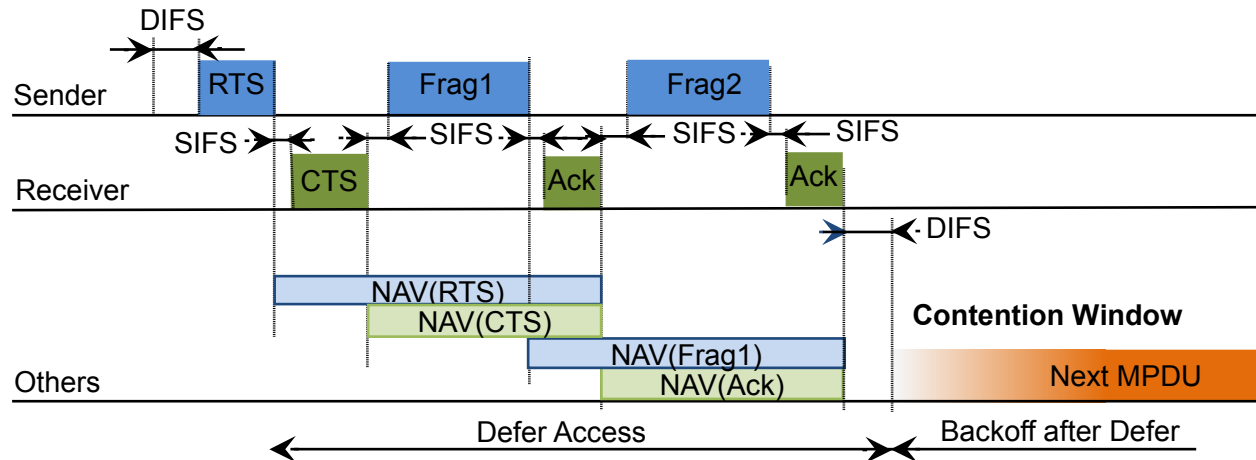 DIFS
RTS
Frag1
Frag2
Sender
SIFS
SIFS
SIFS
SIFS
CTS
Ack
Ack
Receiver
DIFS
NAV(RTS)
NAV(CTS)
Contention Window
NAV(Frag1)
Next MPDU
NAV(Ack)
Others
Defer Access
Backoff after Defer